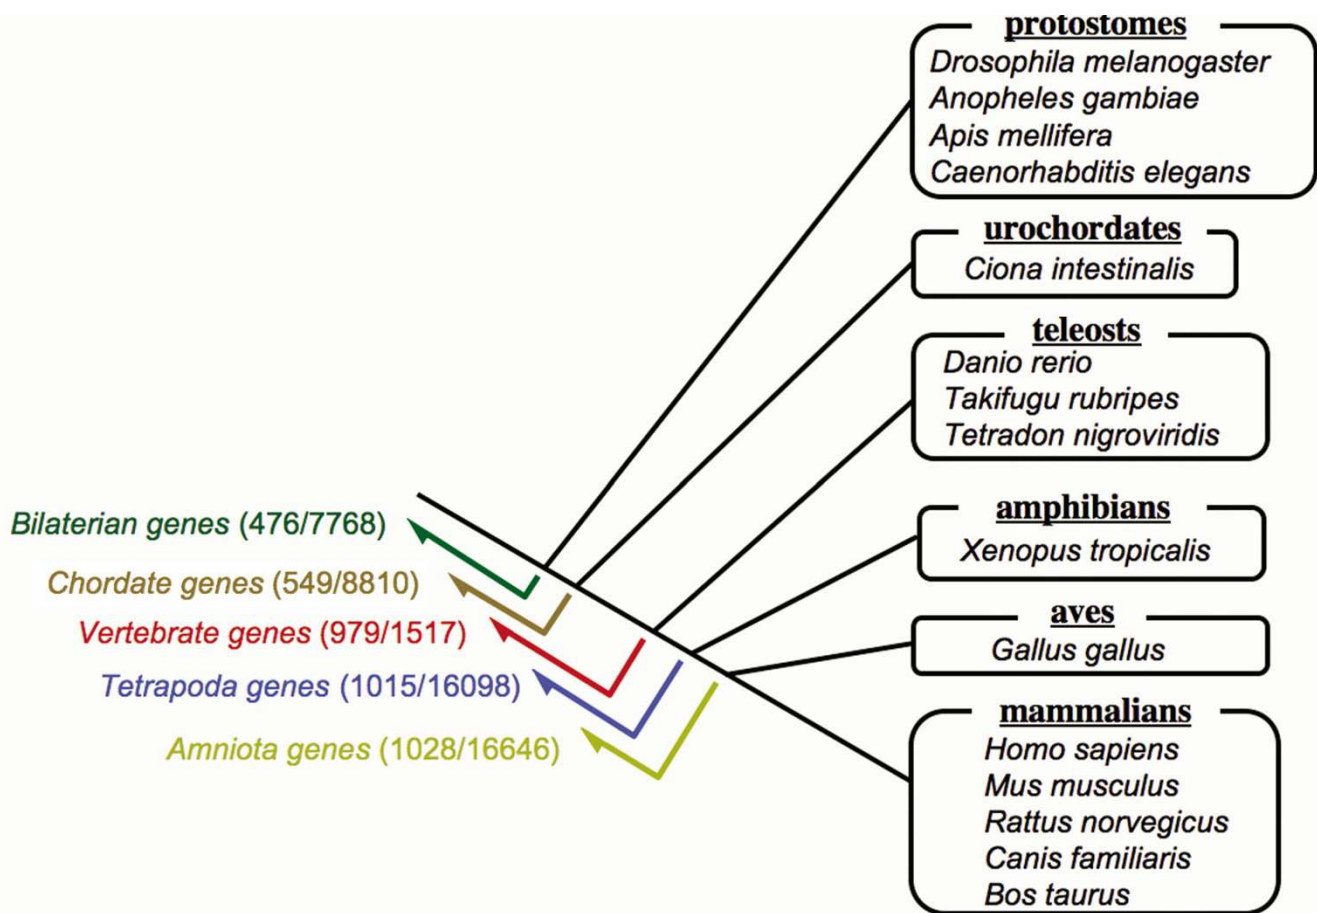 protostomes
Drosophila melanogaster
Anopheles gambiae
Apis mellifera
Caenorhabditis elegans
urochordates
Ciona intestinalis
teleosts
Danio rerio
Takifugu rubripes
Tetradon nigroviridis
amphibians
Xenopus tropicalis
aves
Gallus gallus
mammalians
Homo sapiens
Mus musculus
Rattus norvegicus
Canis familiaris
Bos taurus
Bilaterian genes (476/7768)
Chordate genes (549/8810)
Vertebrate genes (979/1517)
Tetrapoda genes (1015/16098)
Amniota genes (1028/16646)